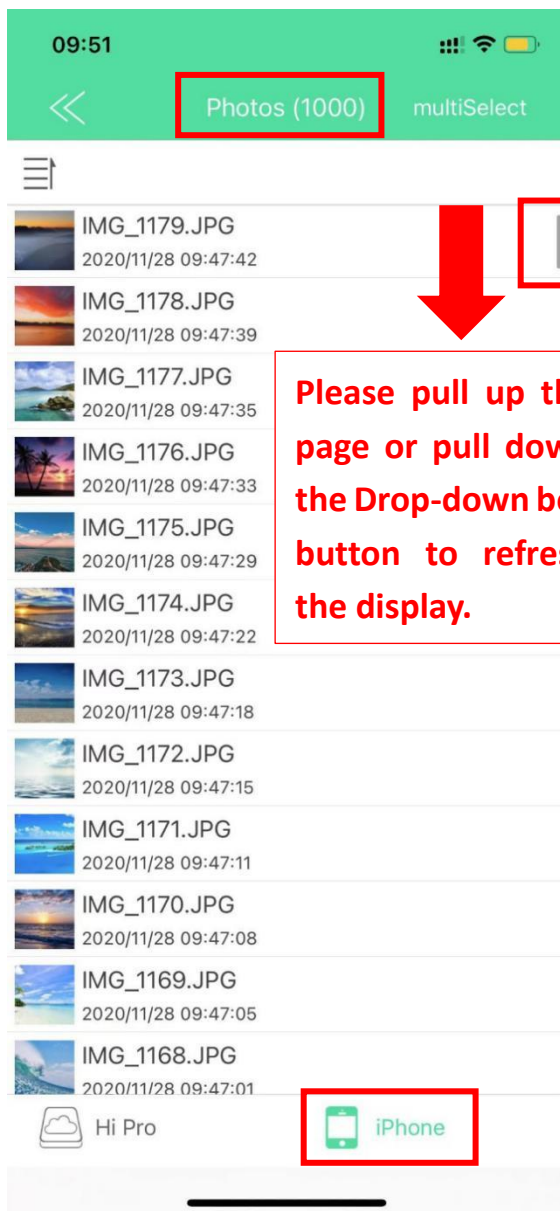 09:51
Photos (1000)
multiSelect
IMG_1179.JPG
2020/11/28 09:47:42
IMG_1178.JPG
2020/11/28 09:47:39
IMG_1177.JPG
2020/11/28 09:47:35
IMG_1176.JPG
2020/11/28 09:47:33
IMG_1175.JPG
2020/11/28 09:47:29
IMG_1174.JPG
2020/11/28 09:47:22
IMG_1173.JPG
2020/11/28 09:47:18
IMG_1172.JPG
2020/11/28 09:47:15
IMG_1171.JPG
2020/11/28 09:47:11
IMG_1170.JPG
2020/11/28 09:47:08
IMG_1169.JPG
2020/11/28 09:47:05
IMG_1168.JPG
2020/11/28 09:47:01
Please pull up
page or pull
the Drop-down
button to
the display.
Hi Pro
iPhone